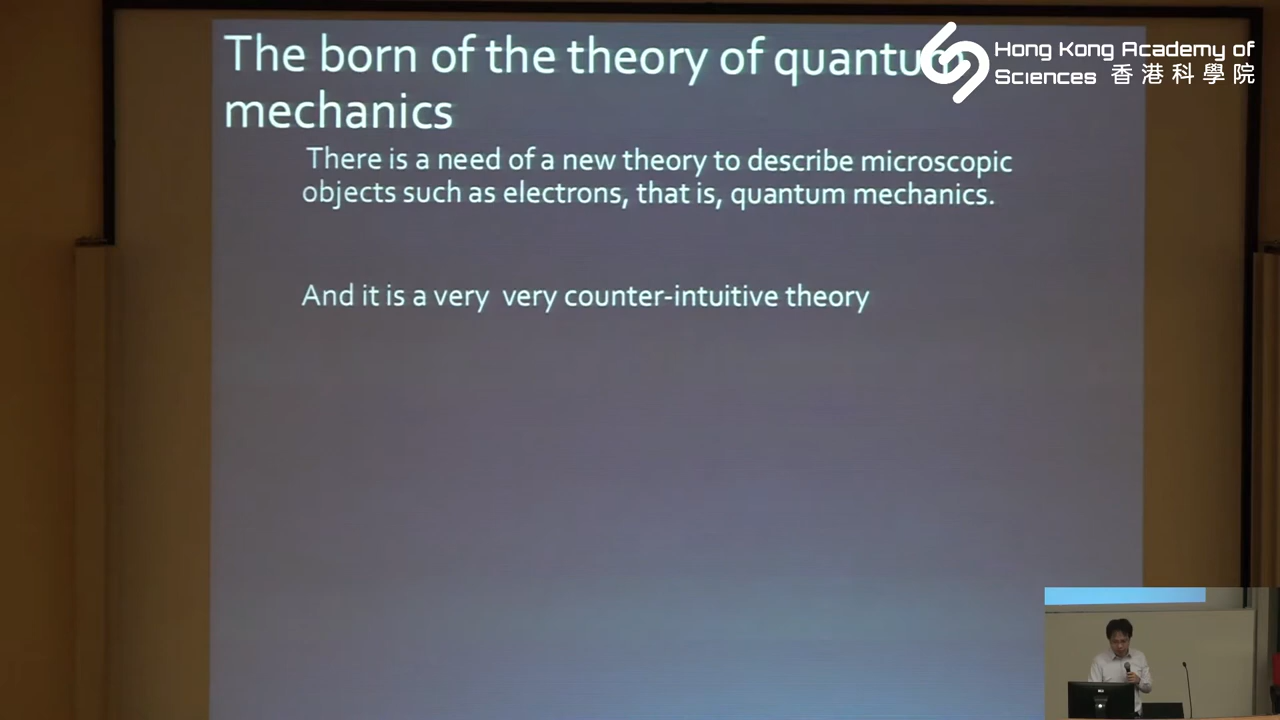 The born of the theory of quantum
mechanics
Hong Kong Academy of
Sciences 香港科學院
There is a need of a new theory to describe microscopic
objects such as electrons, that is, quantum mechanics.
And it is a very very counter-intuitive theory